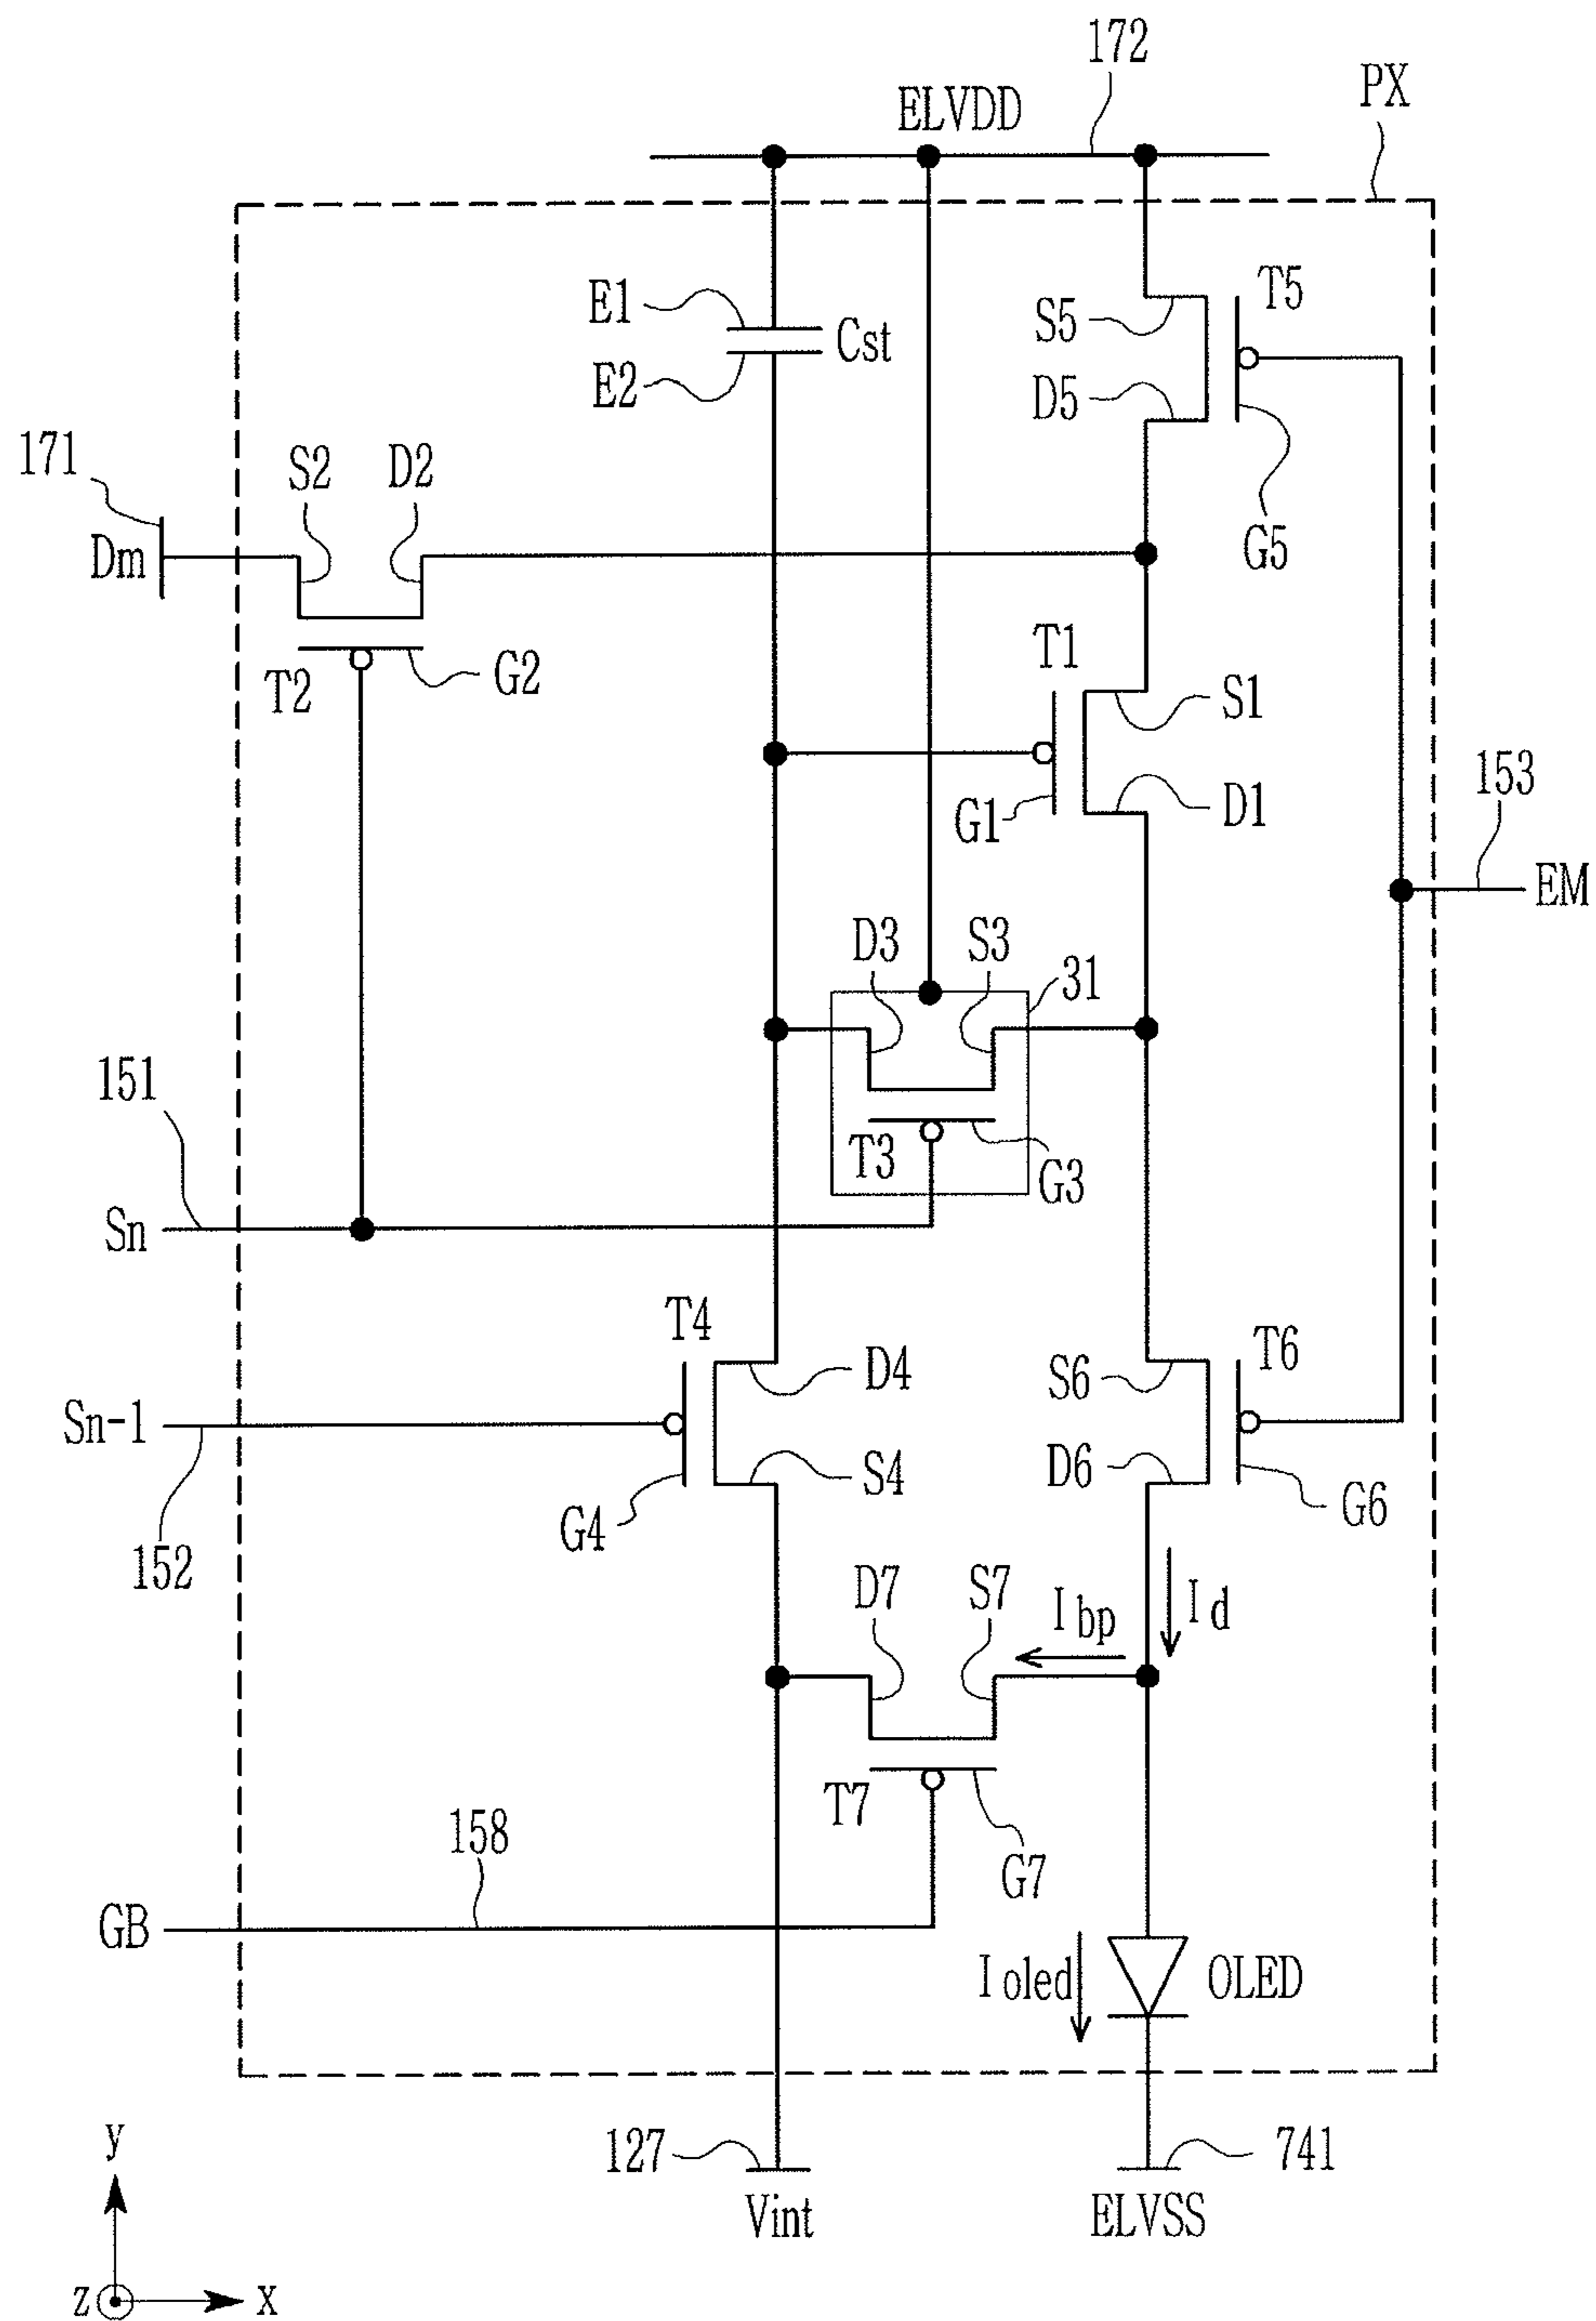 172
PX
ELVDD
E1
T5
S5
Cst
E2
D5
171
S2
D2
Dm
G5
T1
T2
G2
S1
153
D1
G1
EM
D3
S3
31
151
T3
G3
Sn
T4
T6
D4
S6
Sn-1
S4
D6
G4
G6
152
D7
S7
I bp
I d
T7
158
G7
GB
I oled
OLED
y
127
741
Vint
ELVSS
z
x